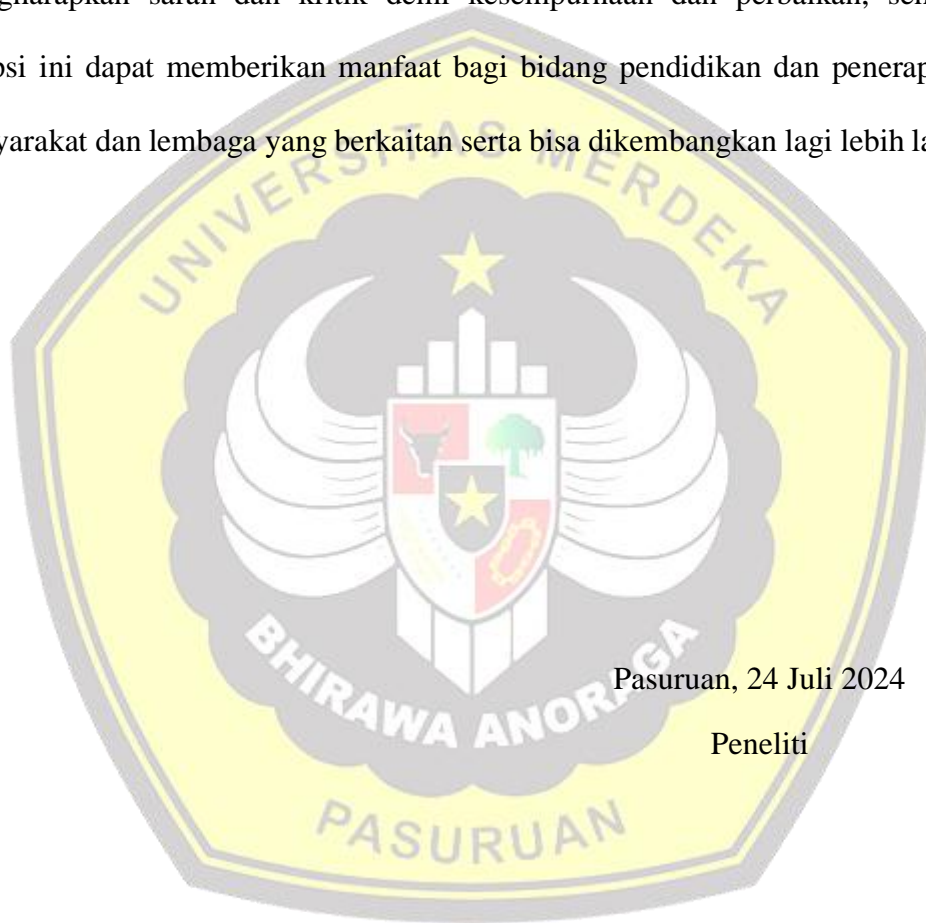 gharapkan saran dan kritik demi kesempurnaan dan perbaikan,
psi ini dapat memberikan manfaat bagi bidang pendidikan dan penerap
yarakat dan lembaga yang berkaitan serta bisa dikembangkan lagi lebih la
UNIVERSITAS MERDEKA
BHIRAWA ANORAGA
Pasuruan, 24 Juli 2024
Peneliti
PASURUAN